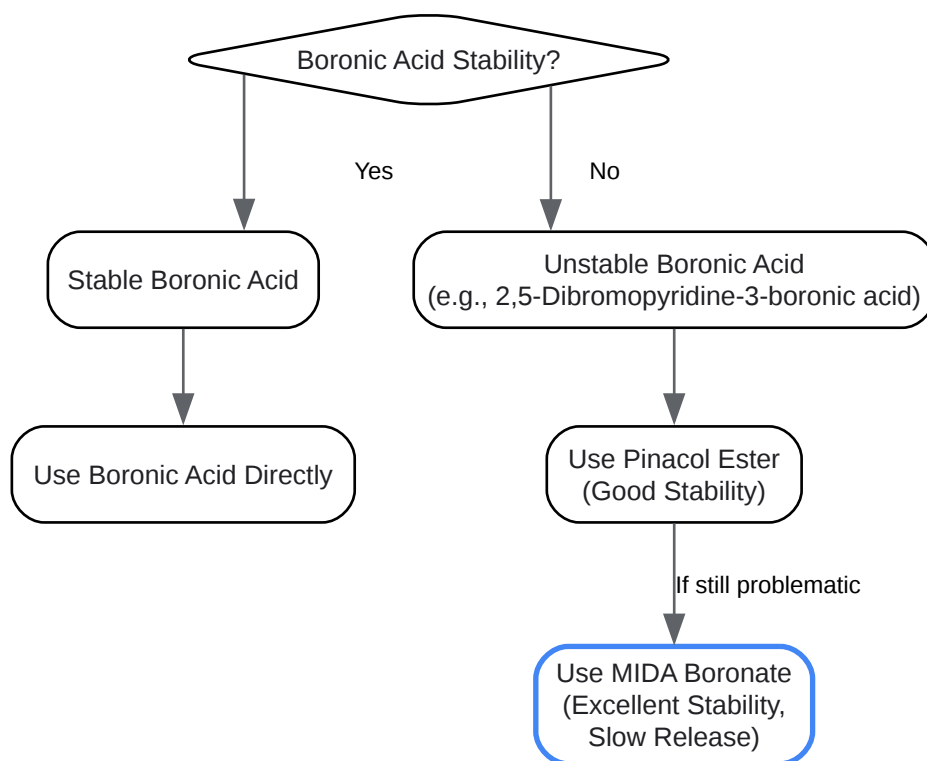 Boronic Acid Stability?
Yes
No
Stable Boronic Acid
Unstable Boronic Acid
(e.g., 2,5-Dibromopyridine-3-boronic acid)
Use Boronic Acid Directly
Use Pinacol Ester
(Good Stability)
If still problematic
Use MIDA Boronate
(Excellent Stability,
Slow Release)